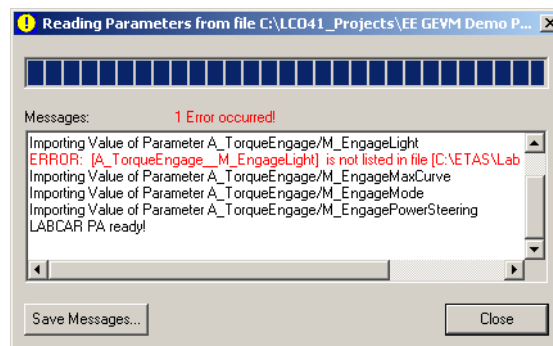 Reading Parameters from file C:\LCO41_Projects\EE GEVM Demo P...
Messages: 1 Error occurred!
Importing Value of Parameter A_TorqueEngage/M_EngageLight
ERROR: [A_TorqueEngage__M_EngageLight] is not listed in file [C:\ETAS\Lab
Importing Value of Parameter A_TorqueEngage/M_EngageMaxCurve
Importing Value of Parameter A_TorqueEngage/M_EngageMode
Importing Value of Parameter A_TorqueEngage/M_EngagePowerSteering
LABCAR PA ready!
Save Messages... Close